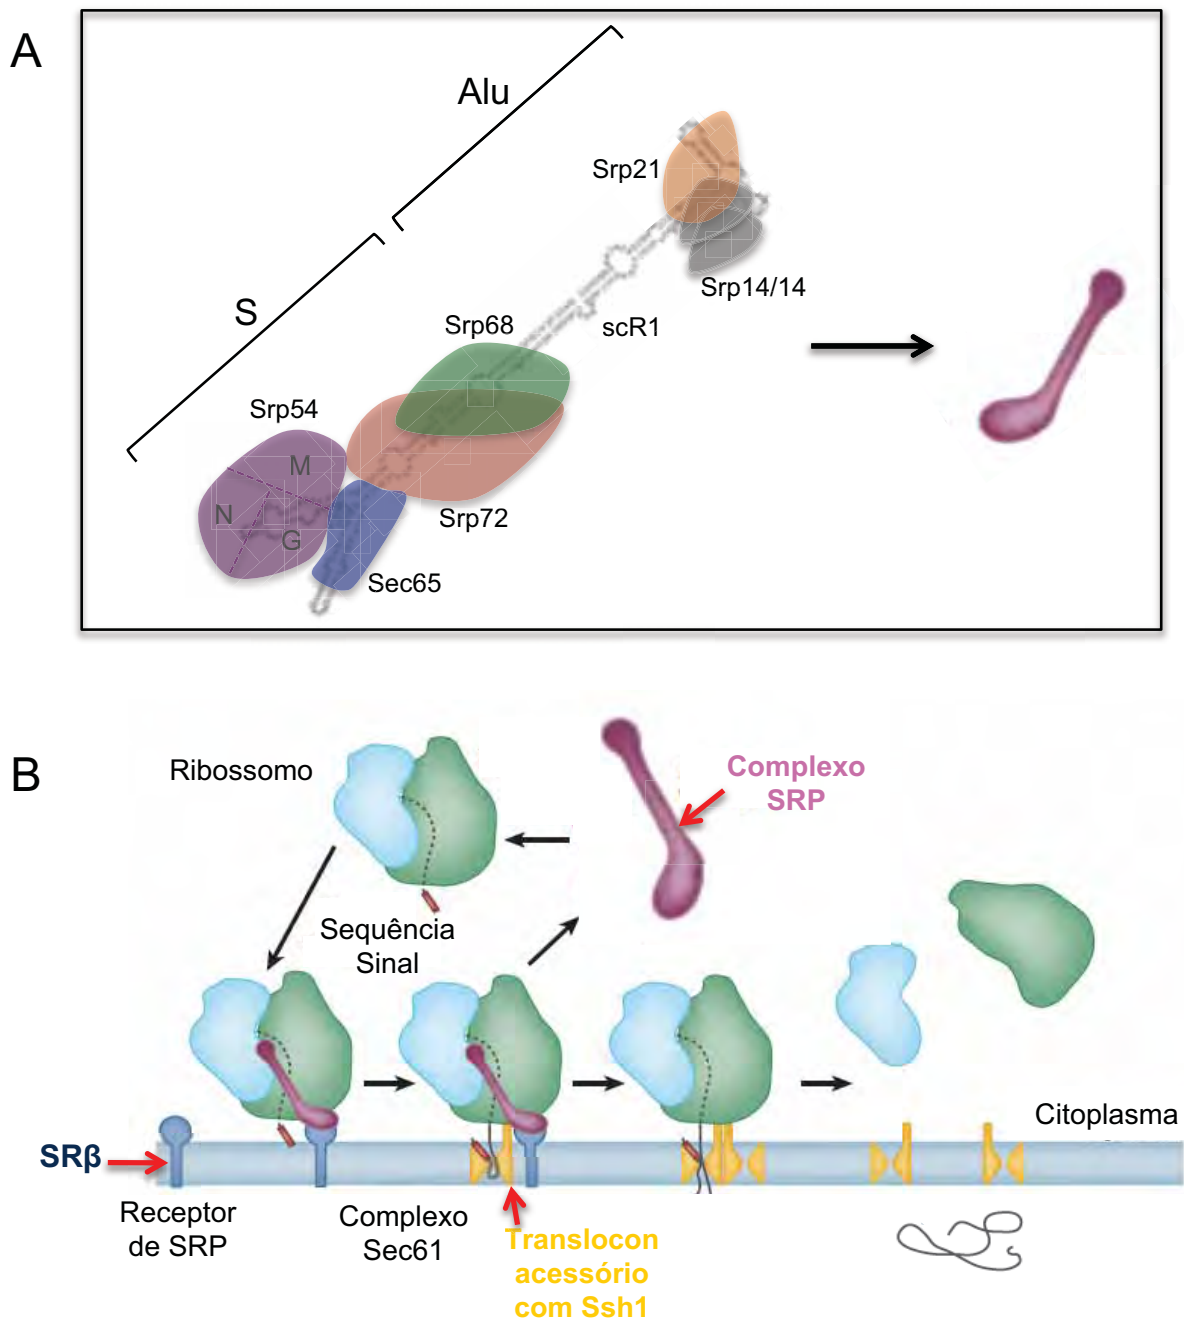 A
Alu
Srp21
Srp14/14
S
Srp68
scR1
Srp54
M
N
G
Srp72
Sec65
B
Ribossomo
Complexo
SRP
Sequência
Sinal
Citoplasma
SRβ
Receptor
de SRP
Complexo
Sec61
Translocon
acessório
com Ssh1